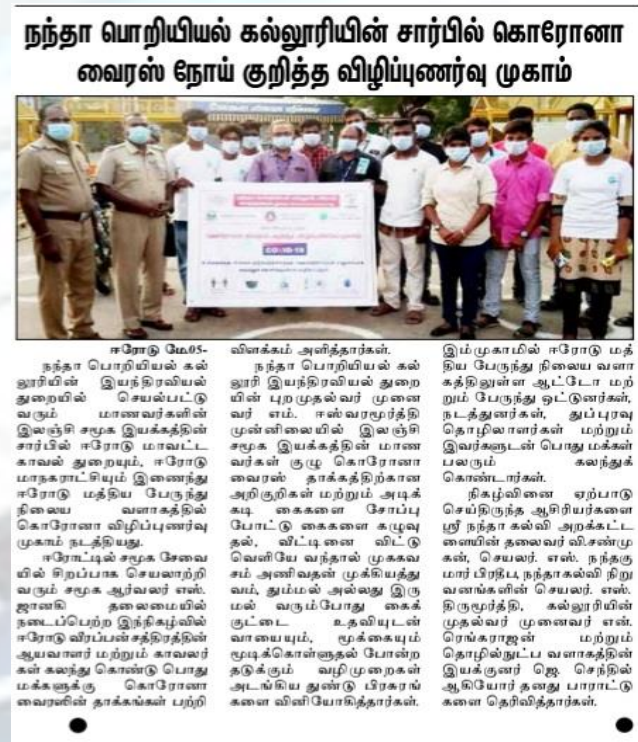 நந்தா பொறியியல் கல்லூரியின் சார்பில் கொரோனா
வைரஸ் நோய் குறித்த விழிப்புணர்வு முகாம்
COVID-19
ஈரோடு மே.05-
நந்தா பொறியியல் கல்
லூரியின் இயந்திரவியல்
துறையில் செயல்பட்டு
வரும் மாணவர்களின்
இலஞ்சி சமூக இயக்கத்தின்
சார்பில் ஈரோடு மாவட்ட
காவல் துறையும், ஈரோடு
மாநகராட்சியும் இணைந்து
ஈரோடு மத்திய பேருந்து
நிலைய வளாகத்தில்
கொரோனா விழிப்புணர்வு
முகாம் நடத்தியது.
ஈரோட்டில் சமூக சேவை
யில் சிறப்பாக செயலாற்றி
வரும் சமூக ஆர்வலர் எஸ்.
ஜானகி தலைமையில்
நடைப்பெற்ற இந்நிகழ்வில்
ஈரோடு வீரப்பன்சத்திரத்தின்
ஆய்வாளர் மற்றும் காவலர்
கள் கலந்து கொண்டு பொது
மக்களுக்கு கொரோனா
வைரஸின் தாக்கங்கள் பற்றி
விளக்கம் அளித்தார்கள்.
நந்தா பொறியியல் கல்
லூரி இயந்திரவியல் துறை
யின் புறமுதல்வர் முனை
வர் எம். ஈஸ்வரமூர்த்தி
முன்னிலையில் இலஞ்சி
சமூக இயக்கத்தின் மாண
வர்கள் குழு கொரோனா
வைரஸ் தாக்கத்திற்கான
அறிகுறிகள் மற்றும் அடிக்
கடி கைகளை சோப்பு
போட்டு கைகளை கழுவு
தல், வீட்டினை விட்டு
வெளியே வந்தால் முககவ
சம் அணிவதன் முக்கியத்து
வம், தும்மல் அல்லது இரு
மல் வரும்போது கைக்
குட்டை உதவியுடன்
வாயையும், மூக்கையும்
மூடிக்கொள்ளுதல் போன்ற
தடுக்கும் வழிமுறைகள்
அடங்கிய துண்டு பிரசுரங்
களை வினியோகித்தார்கள்.
இம்முகாமில் ஈரோடு மத்
திய பேருந்து நிலைய வளா
கத்திலுள்ள ஆட்டோ மற்
றும் பேருந்து ஓட்டுனர்கள்,
நடத்துனர்கள், துப்புரவு
தொழிலாளர்கள் மற்றும்
இவர்களுடன் பொது மக்கள்
பலரும் கலந்துக்
கொண்டார்கள்.
நிகழ்வினை ஏற்பாடு
செய்திருந்த ஆசிரியர்களை
ஸ்ரீ நந்தா கல்வி அறக்கட்ட
ளையின் தலைவர் வி.சண்மு
கன், செயலர். எஸ். நந்தகு
மார் பிரதீப, நந்தா கல்வி நிறு
வனங்களின் செயலர். எஸ்.
திருமூர்த்தி, கல்லூரியின்
முதல்வர் முனைவர் என்.
ரெங்கராஜன் மற்றும்
தொழில்நுட்ப வளாகத்தின்
இயக்குனர் ஜெ. செந்தில்
ஆகியோர் தனது பாராட்டு
களை தெரிவித்தார்கள்.